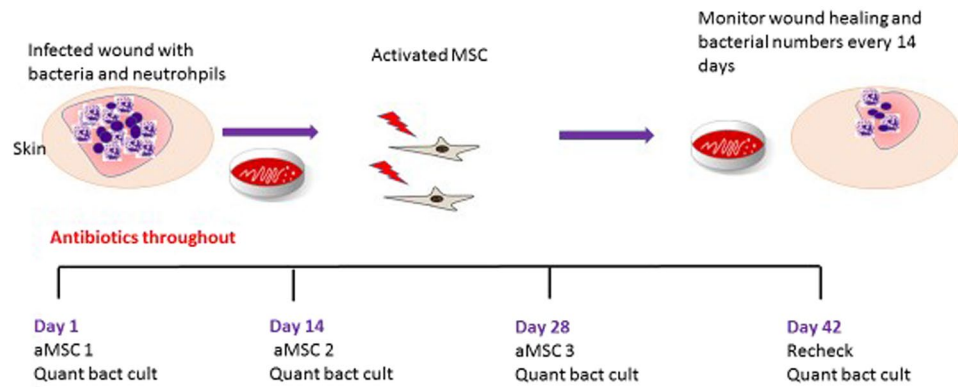 Infected wound with
bacteria and neutrohpils
Activated MSC
Monitor wound healing and
bacterial numbers every 14
days
Skin
Antibiotics throughout
Day 1
aMSC 1
Quant bact cult
Day 14
aMSC 2
Quant bact cult
Day 28
aMSC 3
Quant bact cult
Day 42
Recheck
Quant bact cult